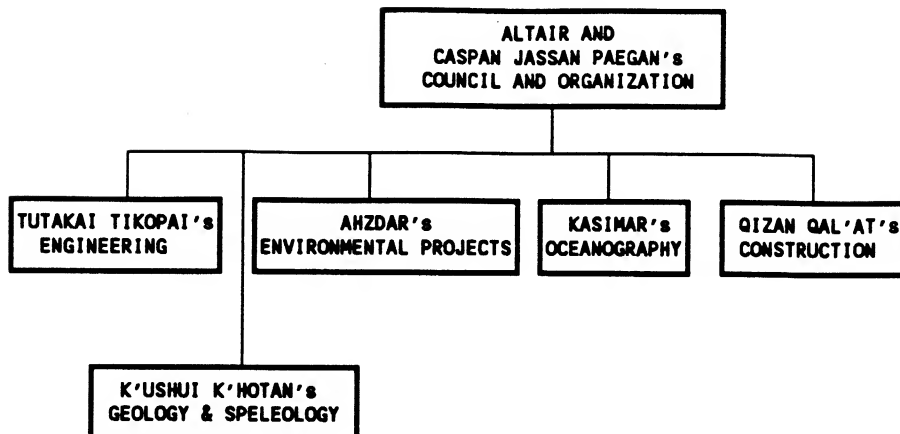 ALTAIR AND
CASPAN JASSAN PAEGAN's
COUNCIL AND ORGANIZATION
TUTAKAI TIKOPAI's
ENGINEERING
AHZDAR's
ENVIRONMENTAL PROJECTS
KASIMAR's
OCEANOGRAPHY
QIZAN QAL'AT's
CONSTRUCTION
K'USHUI K'HOTAN's
GEOLOGY & SPELEOLOGY